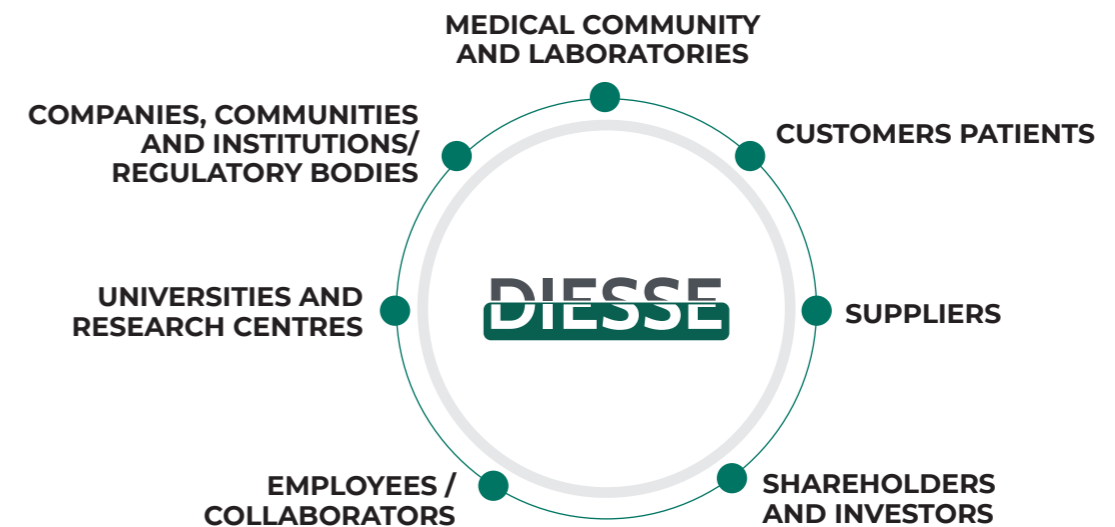 MEDICAL COMMUNITY
AND LABORATORIES
COMPANIES, COMMUNITIES
AND INSTITUTIONS/
REGULATORY BODIES
CUSTOMERS PATIENTS
UNIVERSITIES AND
RESEARCH CENTRES
DIESSE
SUPPLIERS
EMPLOYEES /
COLLABORATORS
SHAREHOLDERS
AND INVESTORS